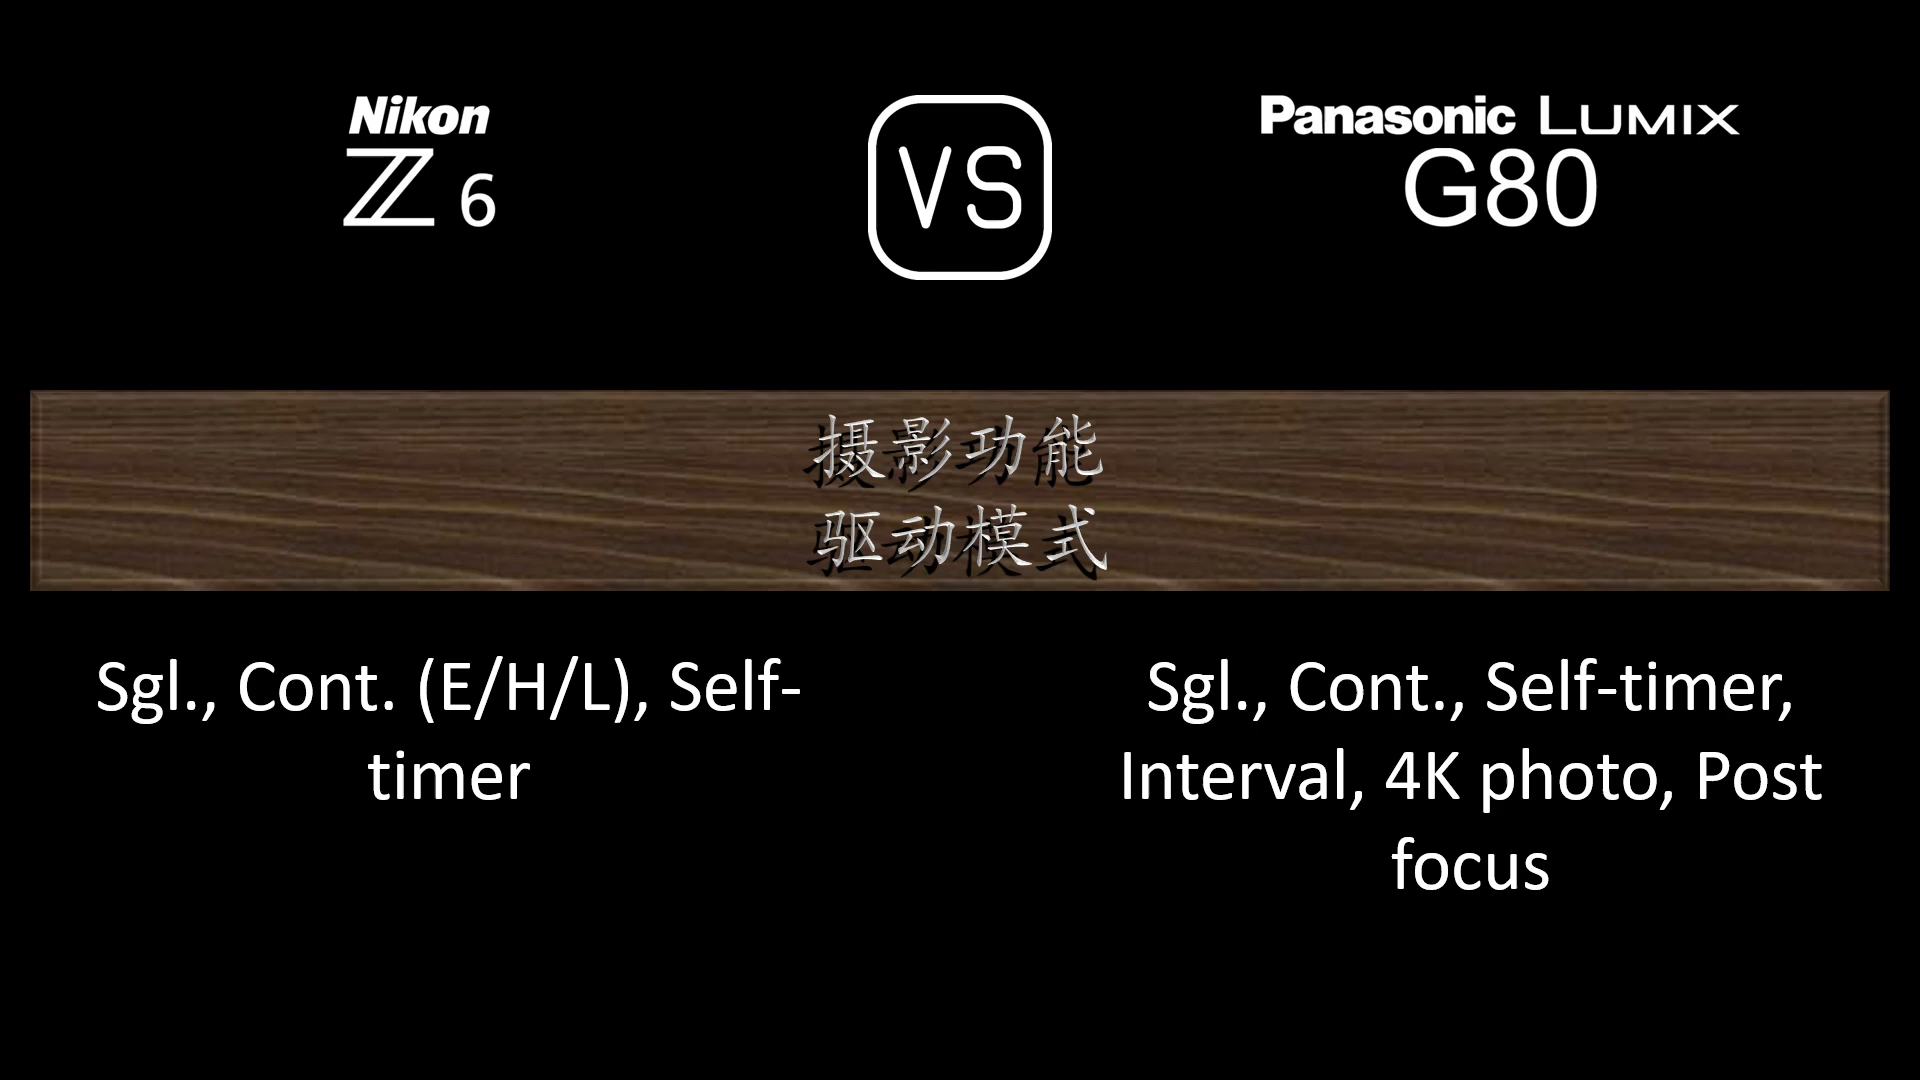 Nikon
Z 6
VS
Panasonic LUMIX
G80
摄影功能
驱动模式
Sgl., Cont. (E/H/L), Self-
timer
Sgl., Cont., Self-timer,
Interval, 4K photo, Post
focus